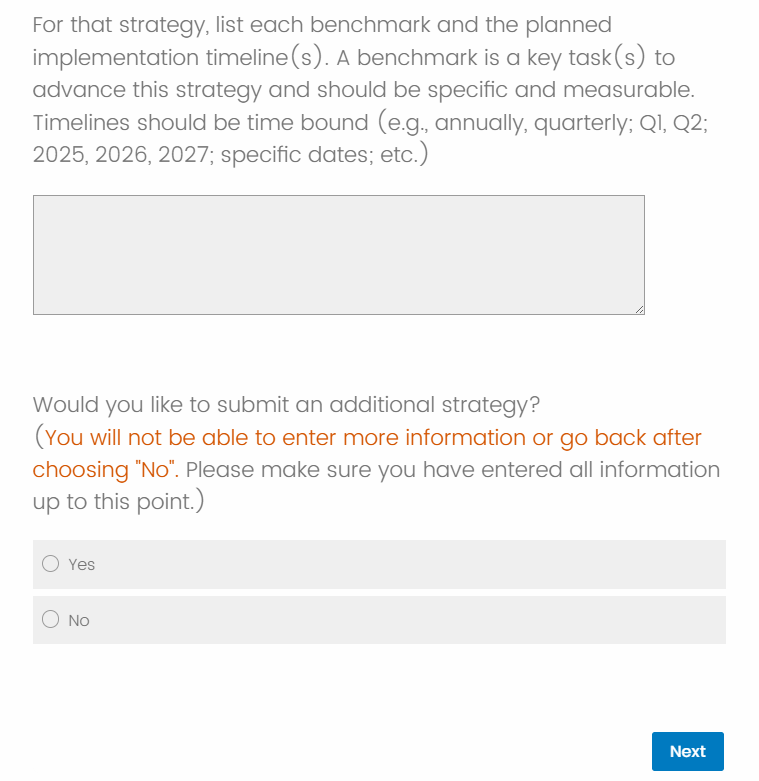 For that strategy, list each benchmark and the planned
implementation timeline(s). A benchmark is a key task(s) to
advance this strategy and should be specific and measurable.
Timelines should be time bound (e.g., annually, quarterly; Q1, Q2;
2025, 2026, 2027; specific dates; etc.)
Would you like to submit an additional strategy?
(You will not be able to enter more information or go back after
choosing "No". Please make sure you have entered all information
up to this point.)
Yes
No
Next